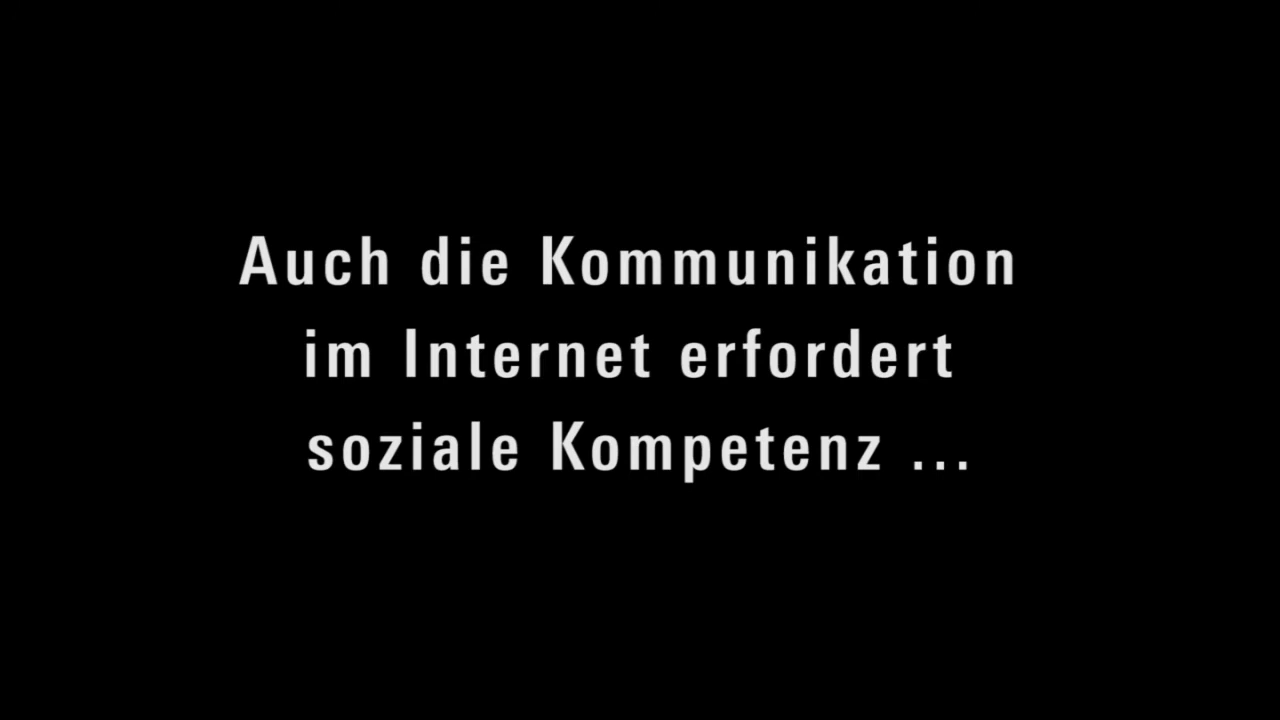 Auch die Kommunikation
im Internet erfordert
soziale Kompetenz ...